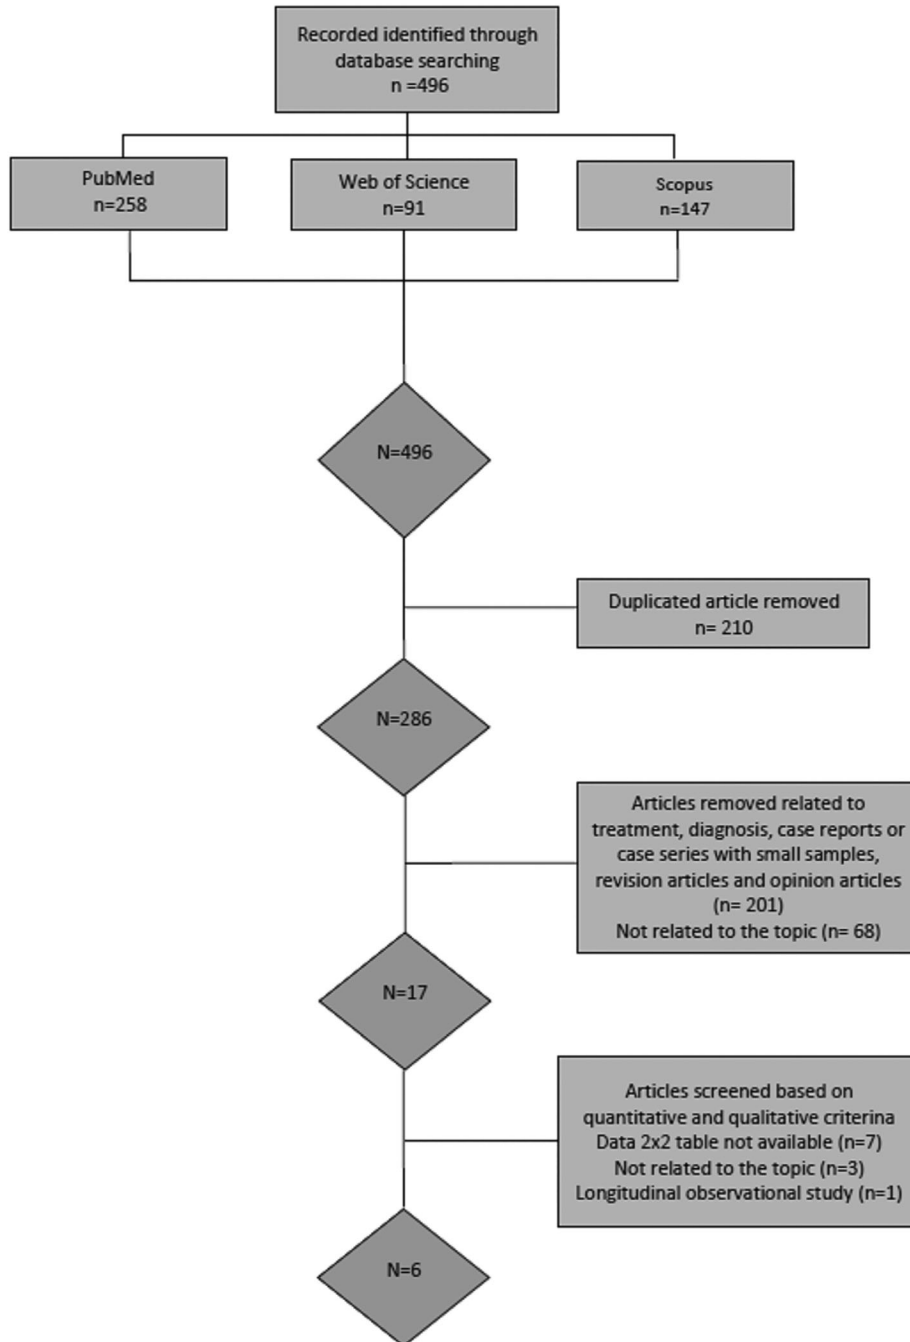 Recorded identified through
database searching
n =496
PubMed
n=258
Web of Science
n=91
Scopus
n=147
N=496
Duplicated article removed
n= 210
N=286
Articles removed related to
treatment, diagnosis, case reports or
case series with small samples,
revision articles and opinion articles
(n= 201)
Not related to the topic (n= 68)
N=17
Articles screened based on
quantitative and qualitative criterina
Data 2x2 table not available (n=7)
Not related to the topic (n=3)
Longitudinal observational study (n=1)
N=6